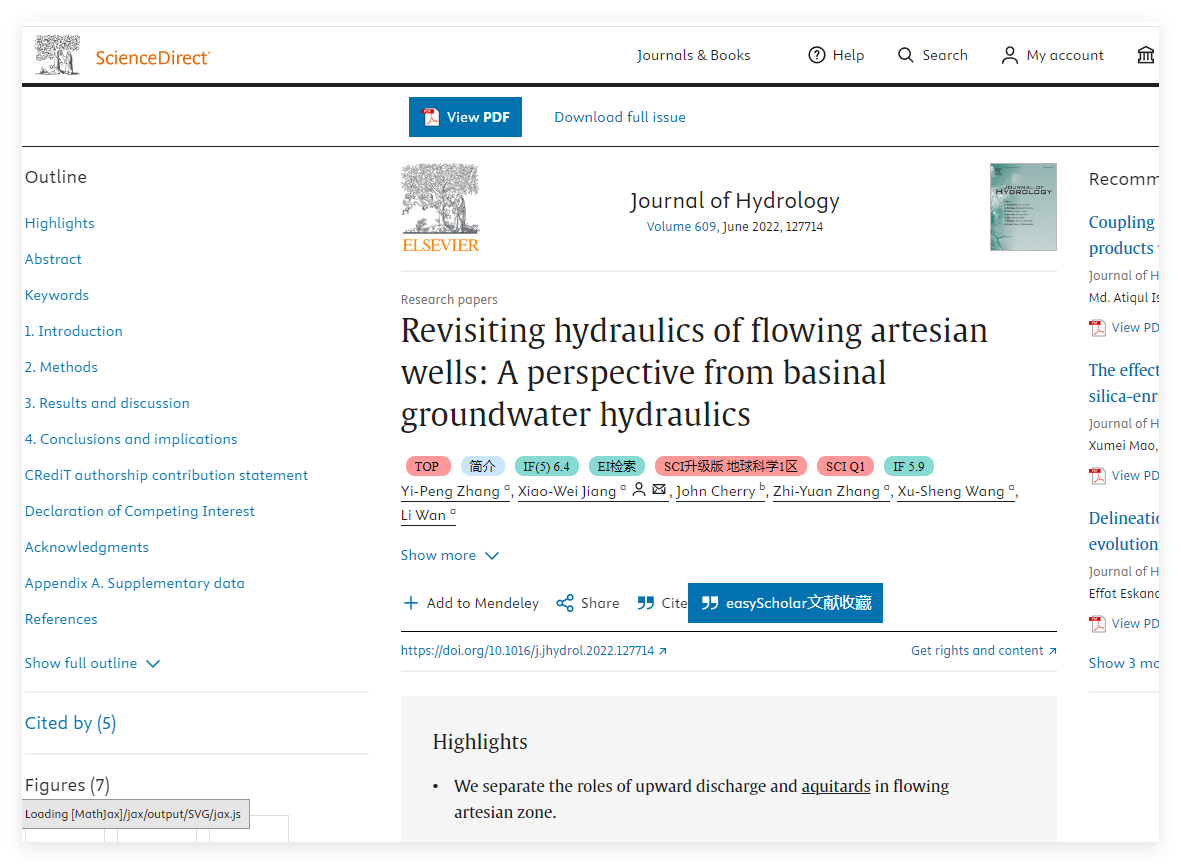 ScienceDirect
Journals & Books
Help
Search
My account
View PDF
Download full issue
Outline
Highlights
Abstract
Keywords
1. Introduction
2. Methods
3. Results and discussion
4. Conclusions and implications
CRediT authorship contribution statement
Declaration of Competing Interest
Acknowledgments
Appendix A. Supplementary data
References
Show full outline
Cited by (5)
Figures (7)
Loading [MathJax]/jax/output/SVG/jax.js
ELSEVIER
Journal of Hydrology
Volume 609, June 2022, 127714
JOURNAL OF
HYDROLOGY
Research papers
Revisiting hydraulics of flowing artesian
wells: A perspective from basinal
groundwater hydraulics
TOP 简介 IF(5) 6.4 EI检索 SCI升级版 地球科学1区 SCI Q1 IF 5.9
Yi-Peng Zhang a, Xiao-Wei Jiang a, John Cherry b, Zhi-Yuan Zhang a, Xu-Sheng Wang a,
Li Wan a
Show more
Add to Mendeley Share Cite easyScholar文献收藏
https://doi.org/10.1016/j.jhydrol.2022.127714
Get rights and content
Highlights
• We separate the roles of upward discharge and aquitards in flowing
artesian zone.
Recomm
Coupling
products
Journal of H
Md. Atiqul Is
View PD
The effect
silica-enr
Journal of H
Xumei Mao,
View PD
Delineatio
evolution
Journal of H
Effat Eskand
View PD
Show 3 mo